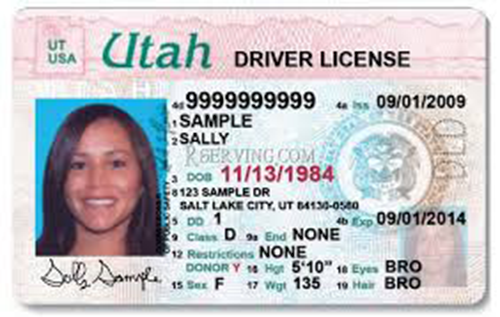 UT
USA
Utah DRIVER LICENSE
4d 9999999999 4a Iss 09/01/2009
1 SAMPLE
2 SALLY
RSERVING.COM
3 DOB 11/13/1984
8 123 SAMPLE DR
SALT LAKE CITY, UT 84130-0560
5 DD 1 4b Exp 09/01/2014
9 Class D 9a End NONE
12 Restrictions NONE
DONOR Y 16 Hgt 5'10" 18 Eyes BRO
15 Sex F 17 Wgt 135 19 Hair BRO
Sally Sample